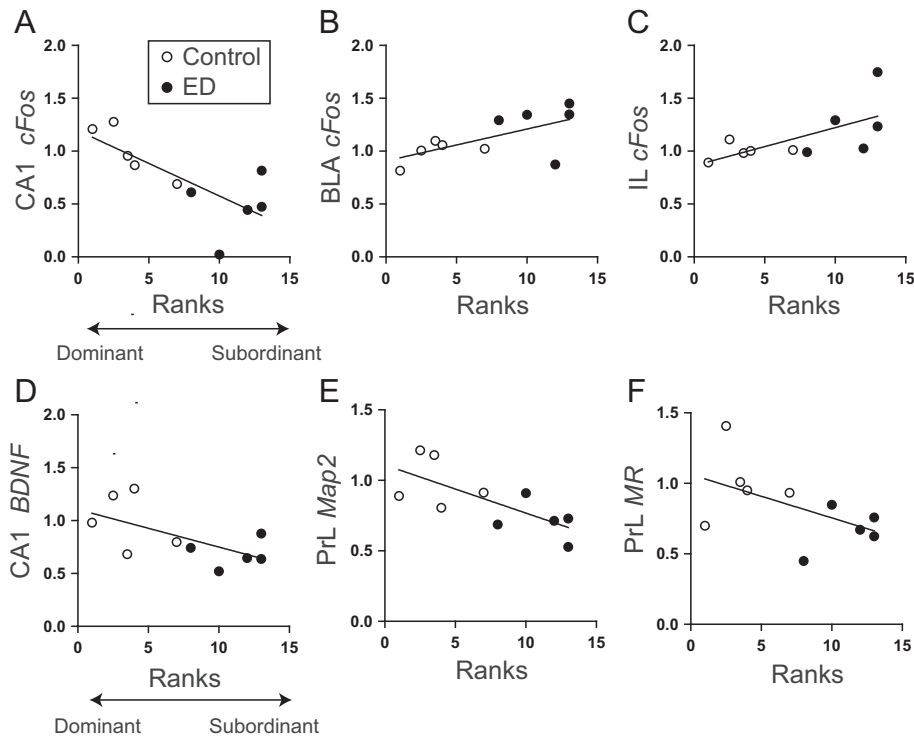 A
B
C
Control
ED
2.0
1.5
1.0
0.5
0.0
CA1 cFos
0 5 10 15
Ranks
Dominant Subordinant
2.0
1.5
1.0
0.5
0.0
BLA cFos
0 5 10 15
Ranks
2.0
1.5
1.0
0.5
0.0
IL cFos
0 5 10 15
Ranks
D
E
F
2.0
1.5
1.0
0.5
0.0
CA1 BDNF
0 5 10 15
Ranks
Dominant Subordinant
1.5
1.0
0.5
0.0
PrL Map2
0 5 10 15
Ranks
1.5
1.0
0.5
0.0
PrL MR
0 5 10 15
Ranks